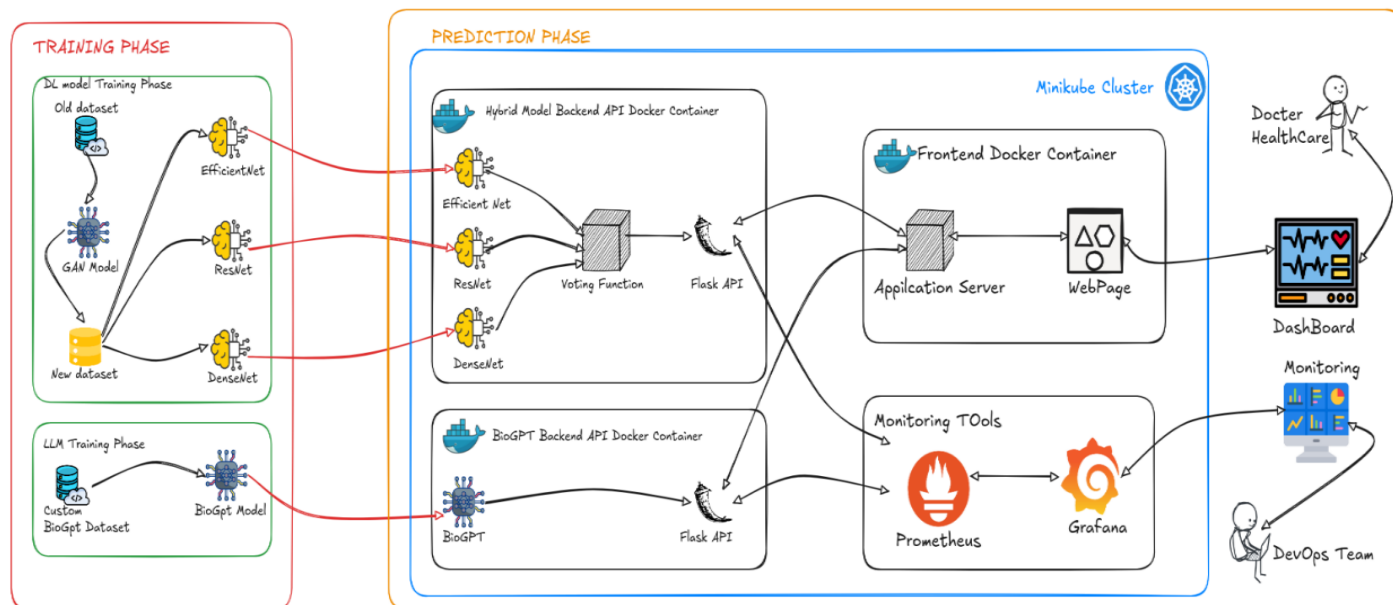 TRAINING PHASE
DL model Training Phase
Old dataset
EfficientNet
GAN Model
ResNet
New dataset
DenseNet
LLM Training Phase
Custom
BioGpt Dataset
BioGpt Model
PREDICTION PHASE
Minikube Cluster
Hybrid Model Backend API Docker Container
Efficient Net
ResNet
Voting Function
Flask API
DenseNet
BioGPT Backend API Docker Container
BioGPT
Flask API
Frontend Docker Container
Appilcation Server
WebPage
Monitoring TOols
Prometheus
Grafana
Docter
HealthCare
DashBoard
Monitoring
DevOps Team